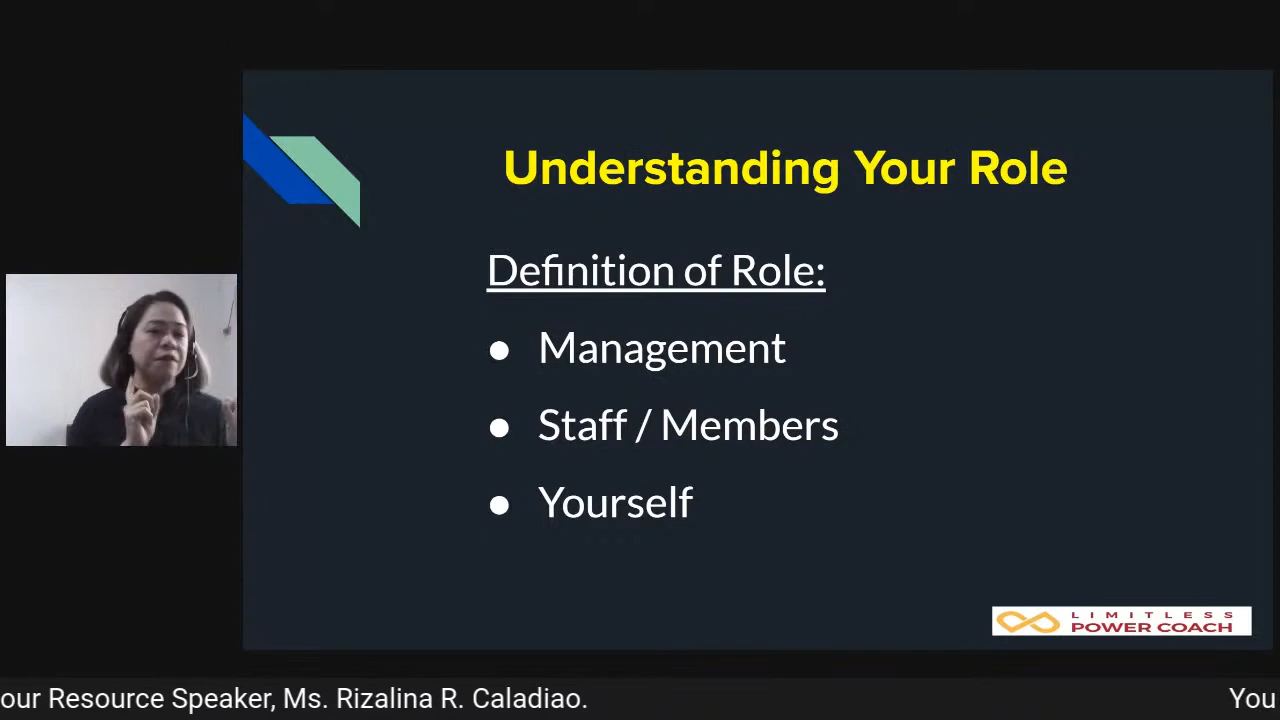 Understanding Your Role
Definition of Role:
● Management
● Staff / Members
● Yourself
LIMITLESS
POWER COACH
our Resource Speaker, Ms. Rizalina R. Caladiao. You